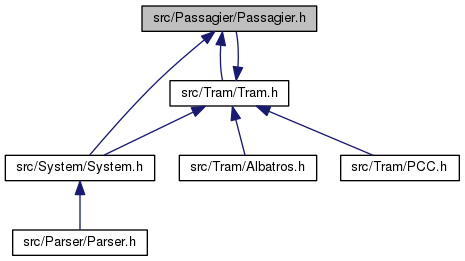 src/Passagier/Passagier.h
src/Tram/Tram.h
src/System/System.h
src/Tram/Albatros.h
src/Tram/PCC.h
src/Parser/Parser.h